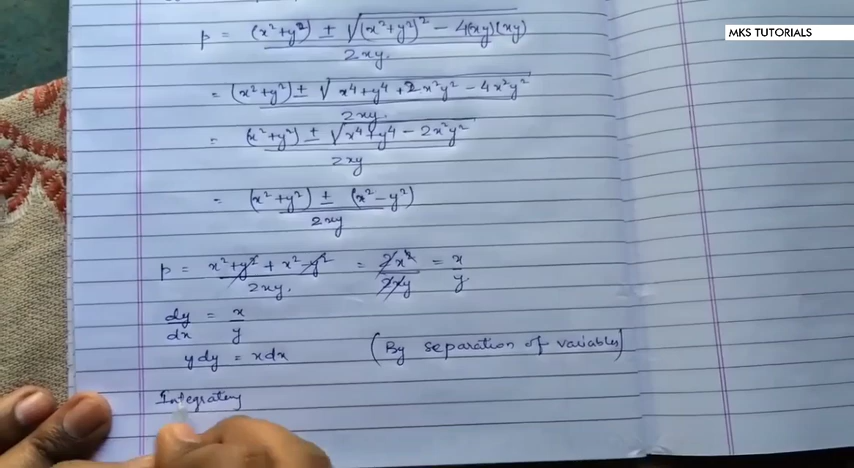 MKS TUTORIALS
p = (x²+y²) ± √(x²+y²)² - 4(xy)(xy) / 2xy.
= (x²+y²) ± √x⁴+y⁴+2x²y² - 4x²y² / 2xy.
= (x²+y²) ± √x⁴+y⁴ - 2x²y² / 2xy
= (x²+y²) ± (x²-y²) / 2xy
p = x²+y²+x²-y² / 2xy. = 2x² / 2xy = x/y.
dy/dx = x/y
ydy = xdx (By separation of variables)
Integrating